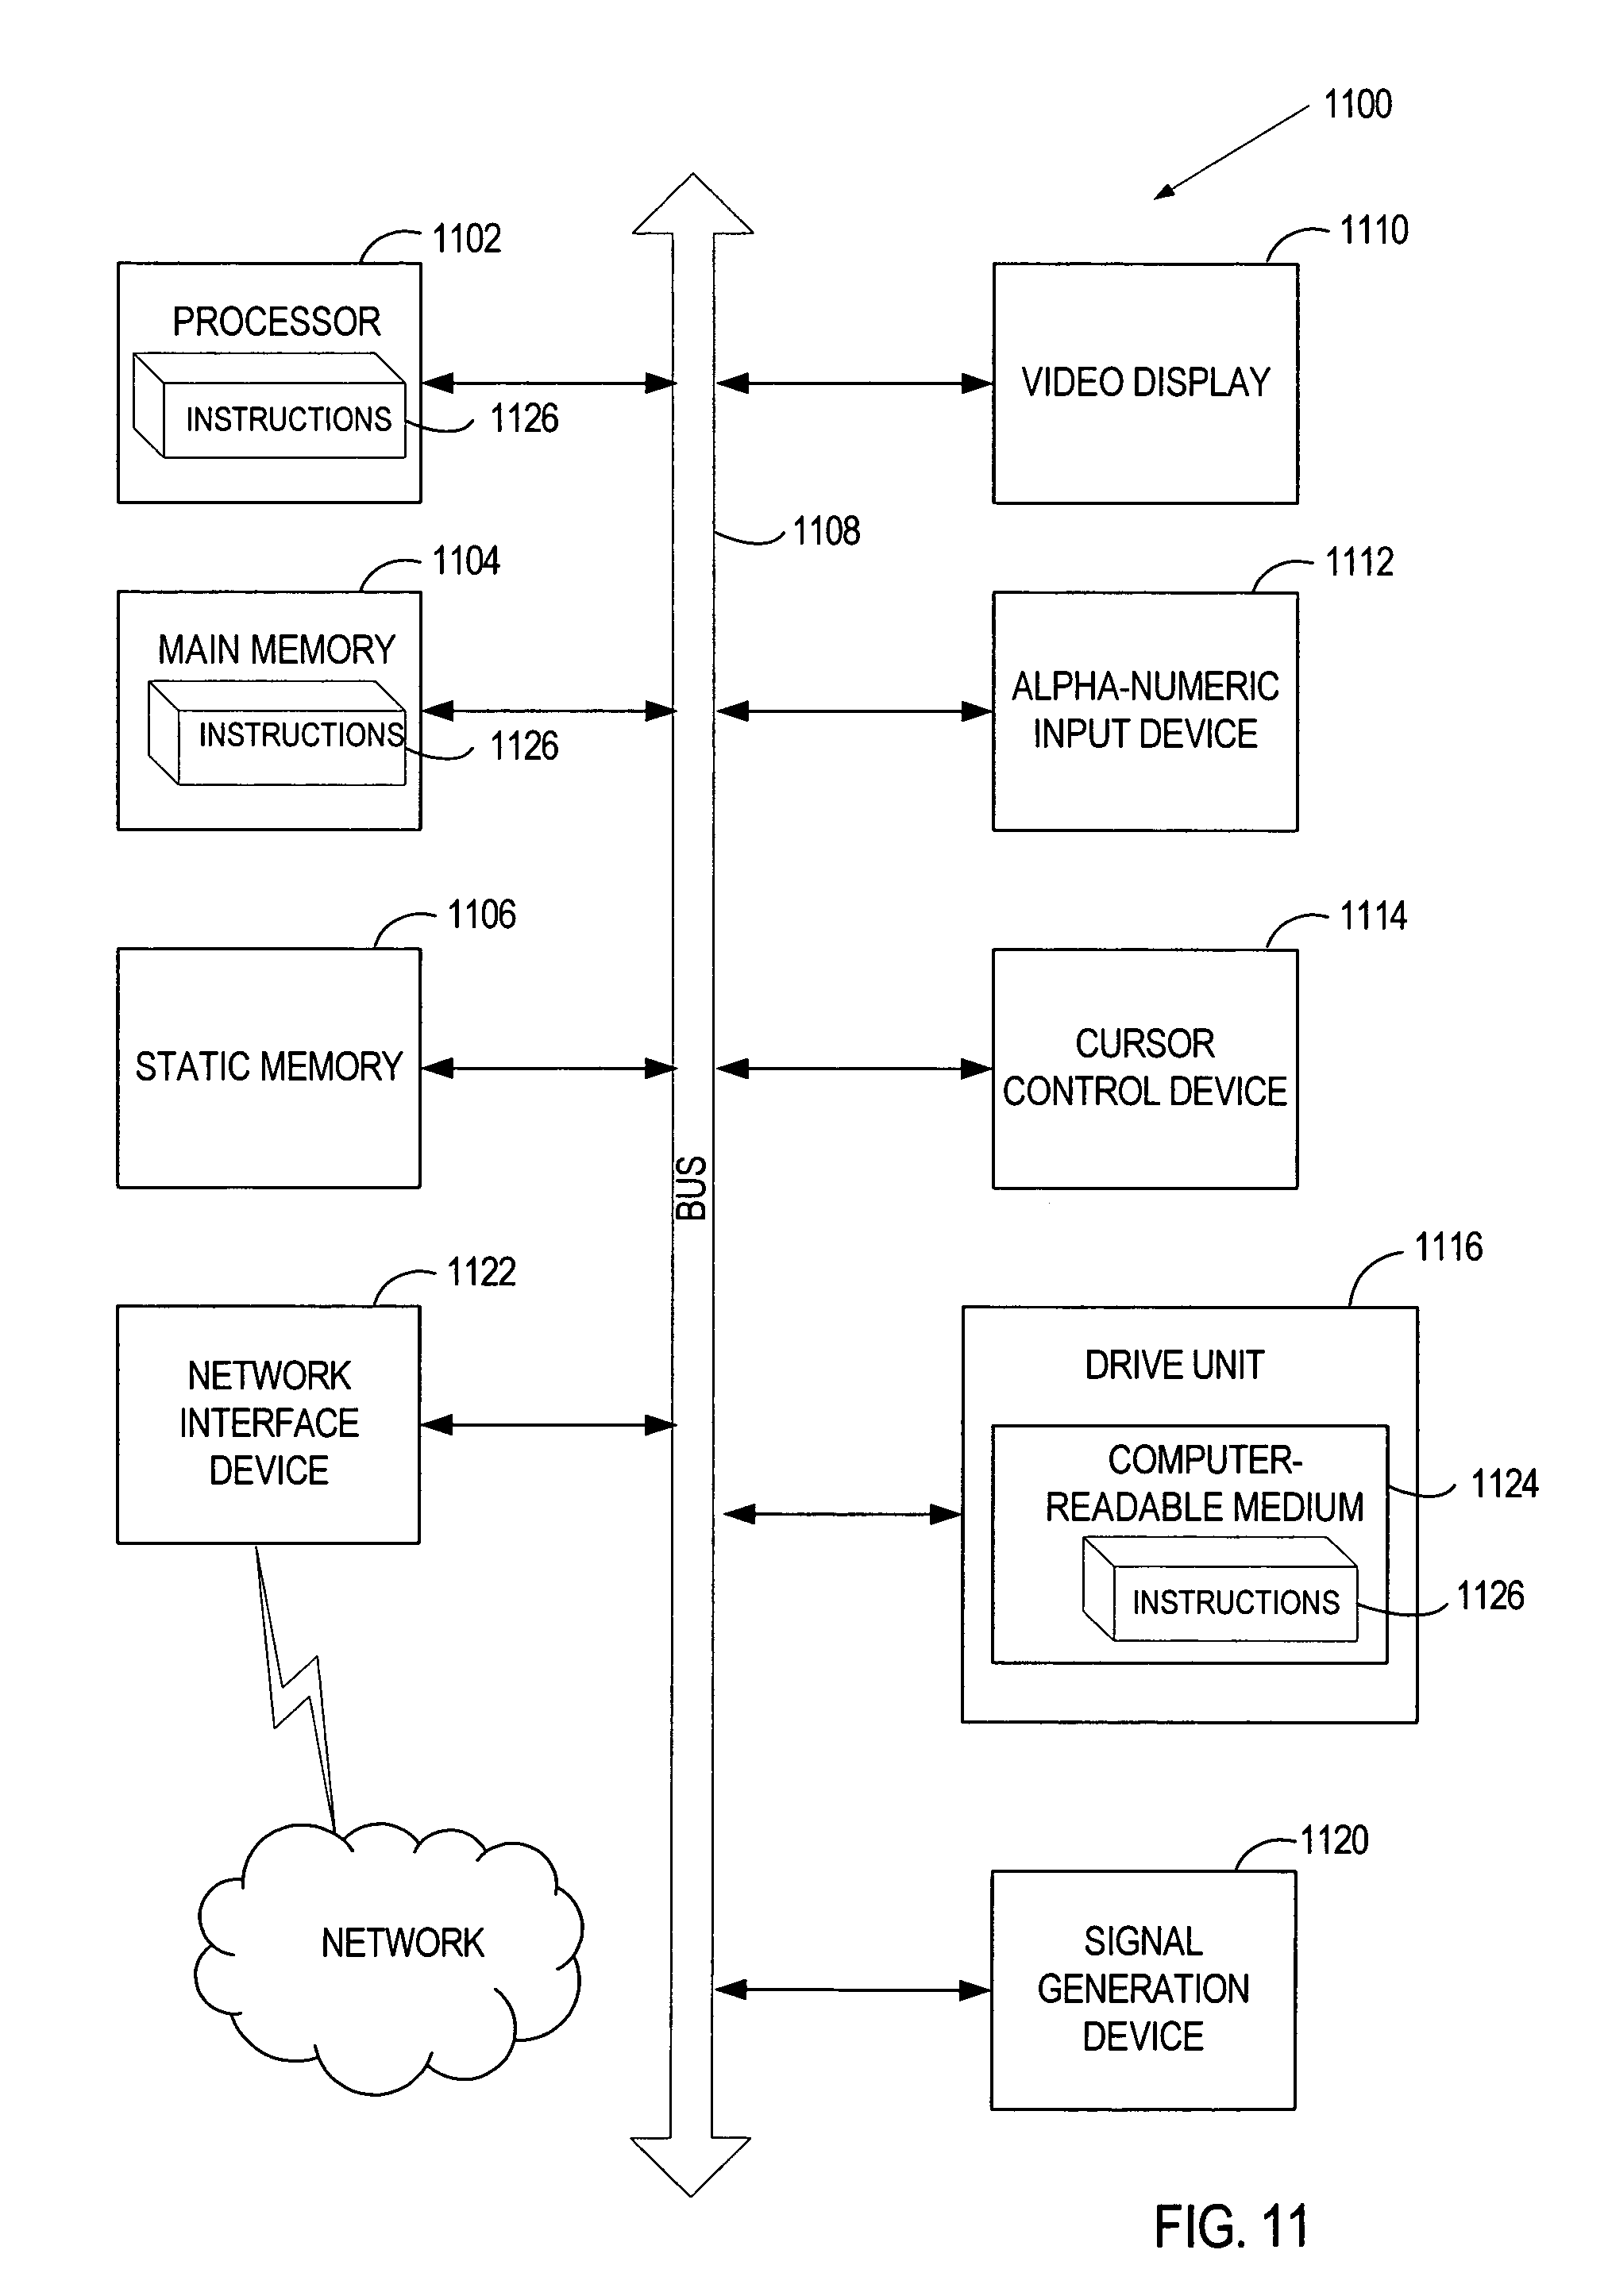 1100
1102
PROCESSOR
INSTRUCTIONS
1126
1110
VIDEO DISPLAY
1108
1104
MAIN MEMORY
INSTRUCTIONS
1126
1112
ALPHA-NUMERIC
INPUT DEVICE
1106
STATIC MEMORY
1114
CURSOR
CONTROL DEVICE
BUS
1122
NETWORK
INTERFACE
DEVICE
1116
DRIVE UNIT
COMPUTER-
READABLE MEDIUM
1124
INSTRUCTIONS
1126
NETWORK
1120
SIGNAL
GENERATION
DEVICE
FIG. 11